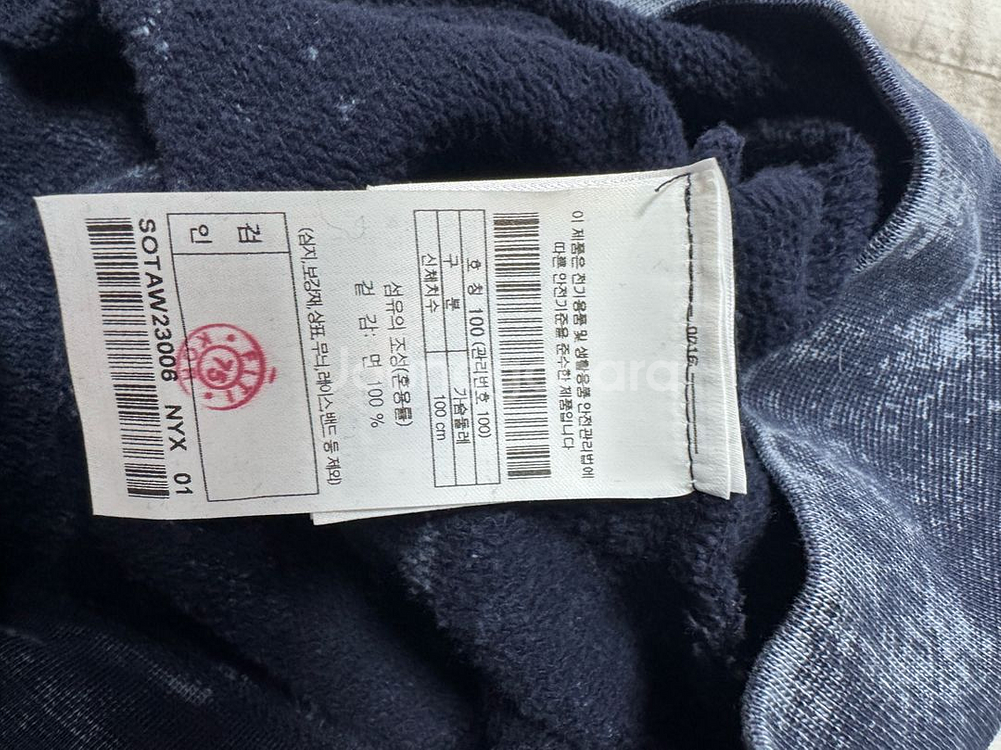 이 제품은 전기용품 및 생활용품 안전관리법에
따른 안전기준을 준수한 제품입니다
호 칭 100 (관리번호 100)
구 분 가슴둘레
신체치수 100 cm
섬유의 조성(혼용률)
겉 감: 면 100 %
(심지,보강재,상표,무늬,레이스,밴드 등 제외)
검
인
SOTAW23006 NYX 01